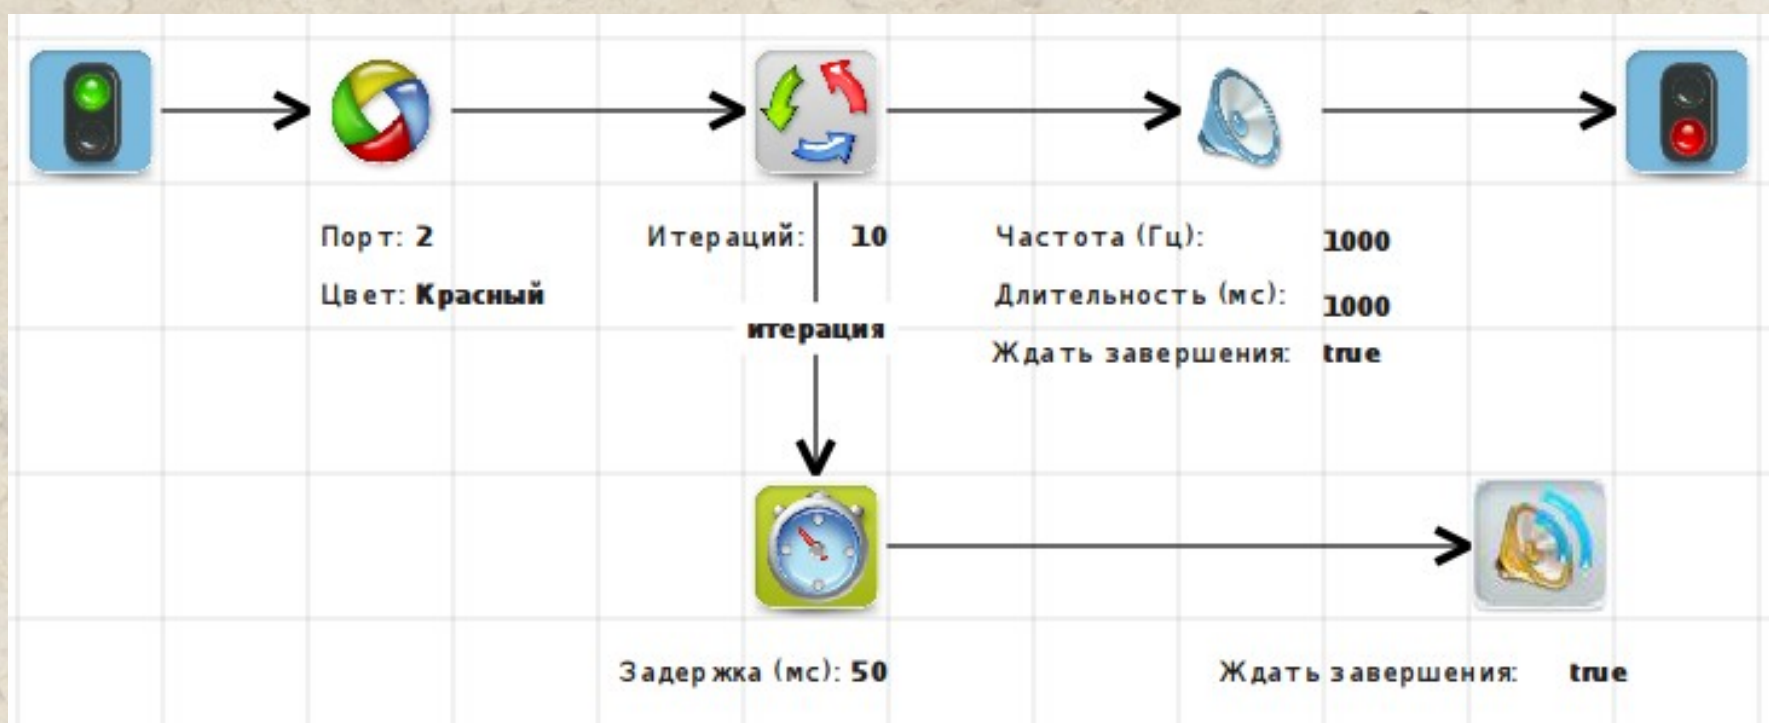 Порт: 2
Цвет: Красный
Итераций: 10
итерация
Частота (Гц): 1000
Длительность (мс): 1000
Ждать завершения: true
Задержка (мс): 50
Ждать завершения: true